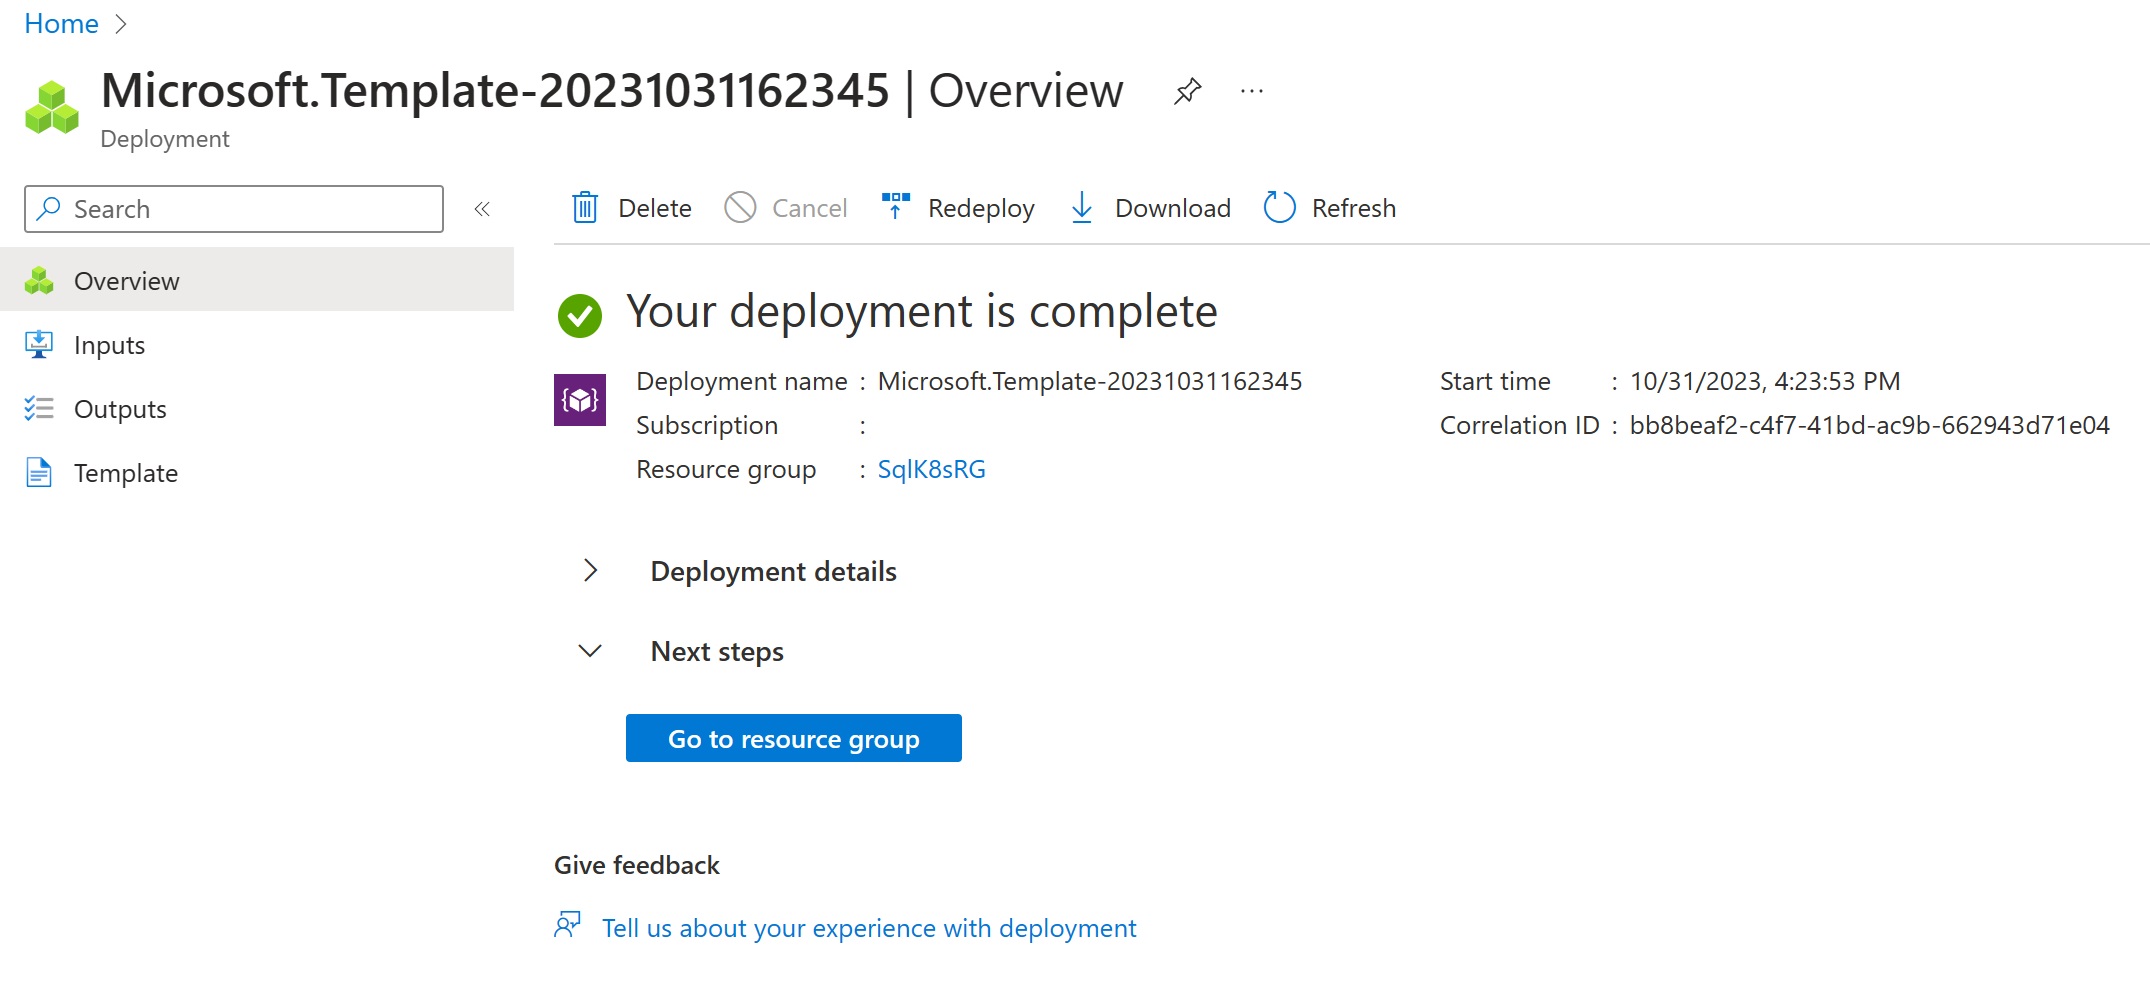 Home
Microsoft.Template-20231031162345 | Overview
Deployment
Search
Delete Cancel Redeploy Download Refresh
Overview
Inputs
Outputs
Template
Your deployment is complete
Deployment name : Microsoft.Template-20231031162345
Subscription :
Resource group : SqlK8sRG
Start time : 10/31/2023, 4:23:53 PM
Correlation ID : bb8beaf2-c4f7-41bd-ac9b-662943d71e04
Deployment details
Next steps
Go to resource group
Give feedback
Tell us about your experience with deployment